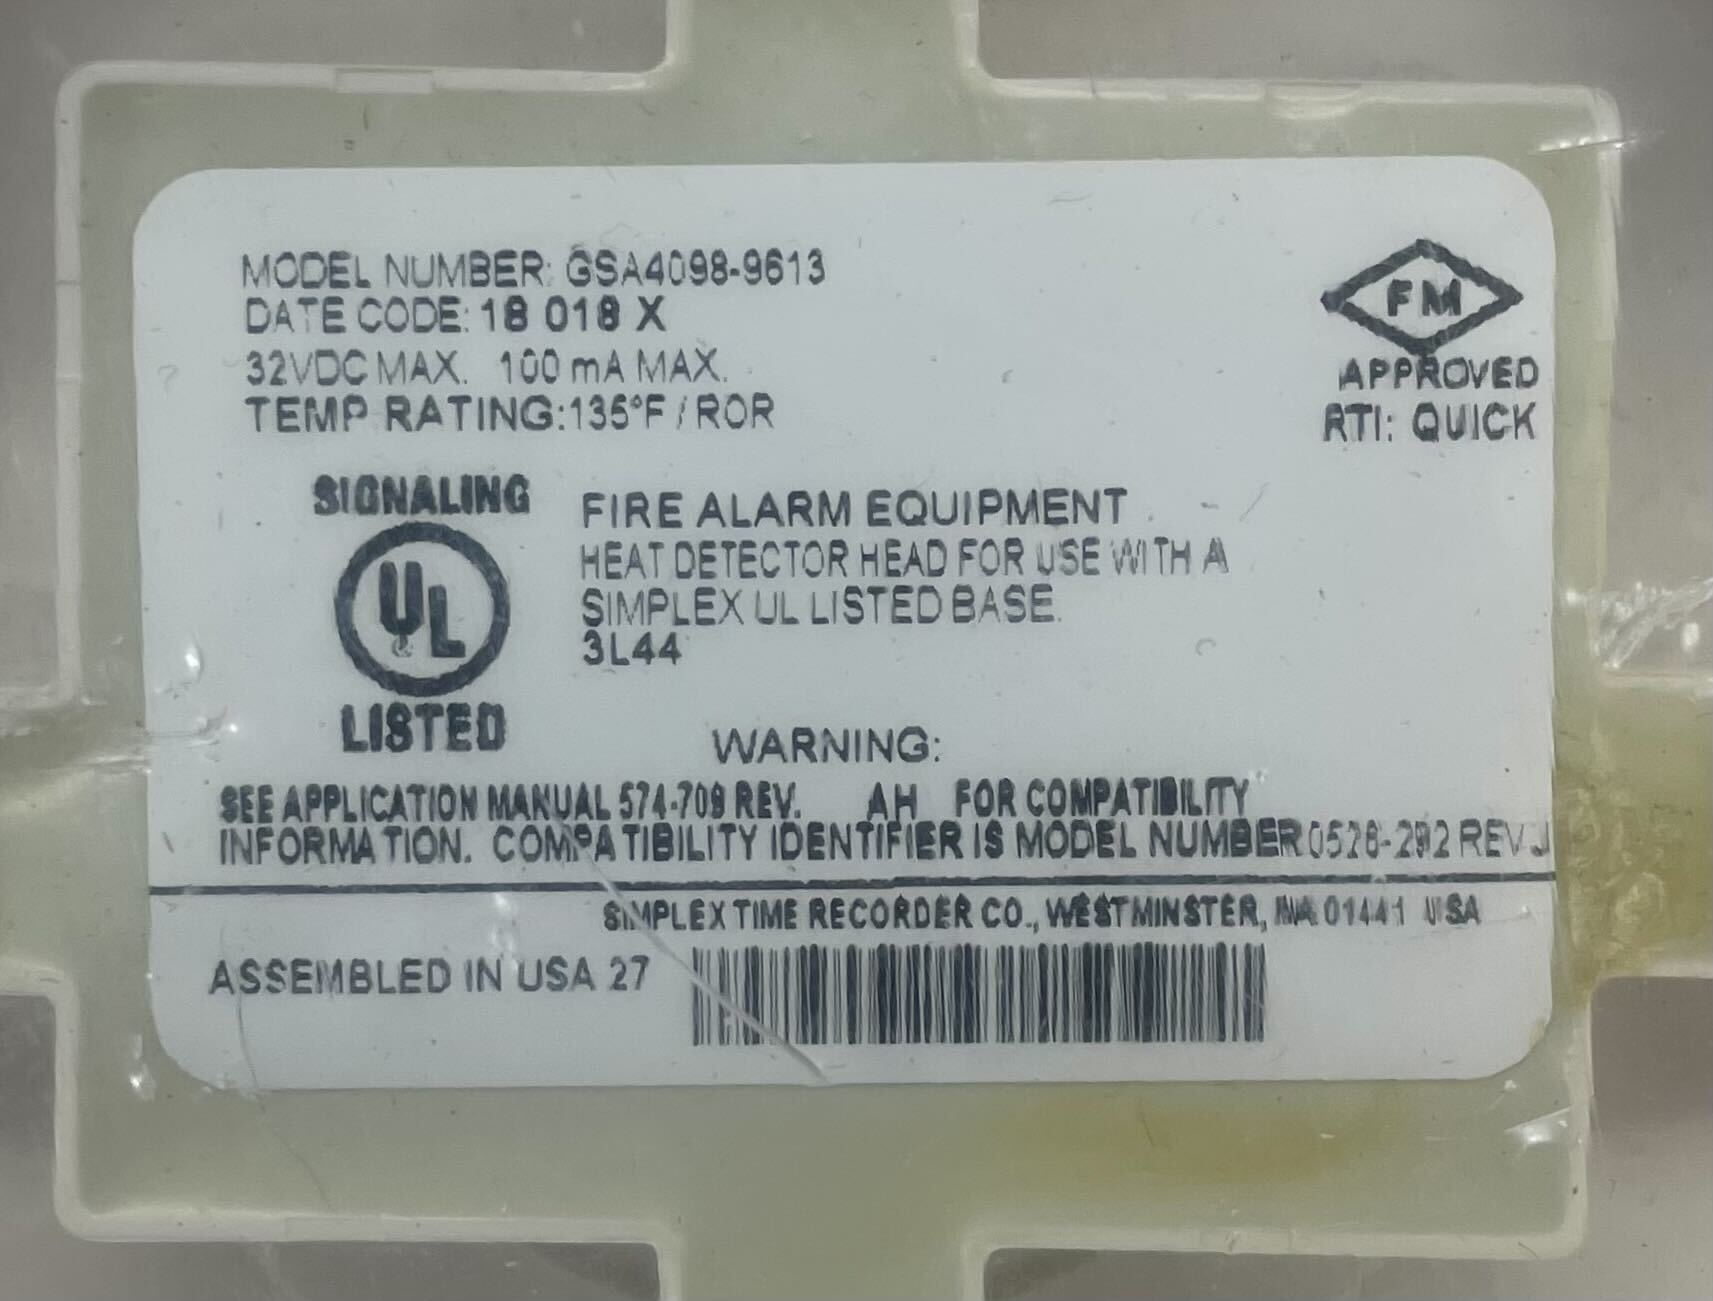 MODEL NUMBER: GSA4098-9613
DATE CODE: 18 018 X
32VDC MAX. 100 mA MAX.
TEMP RATING:135°F / ROR
FM
APPROVED
RTI: QUICK
SIGNALING
UL
LISTED
FIRE ALARM EQUIPMENT
HEAT DETECTOR HEAD FOR USE WITH A
SIMPLEX UL LISTED BASE.
3L44
WARNING:
SEE APPLICATION MANUAL 574-709 REV. AH FOR COMPATIBILITY
INFORMATION. COMPATIBILITY IDENTIFIER IS MODEL NUMBER 0526-292 REV J
SIMPLEX TIME RECORDER CO., WESTMINSTER, MA 01441 USA
ASSEMBLED IN USA 27